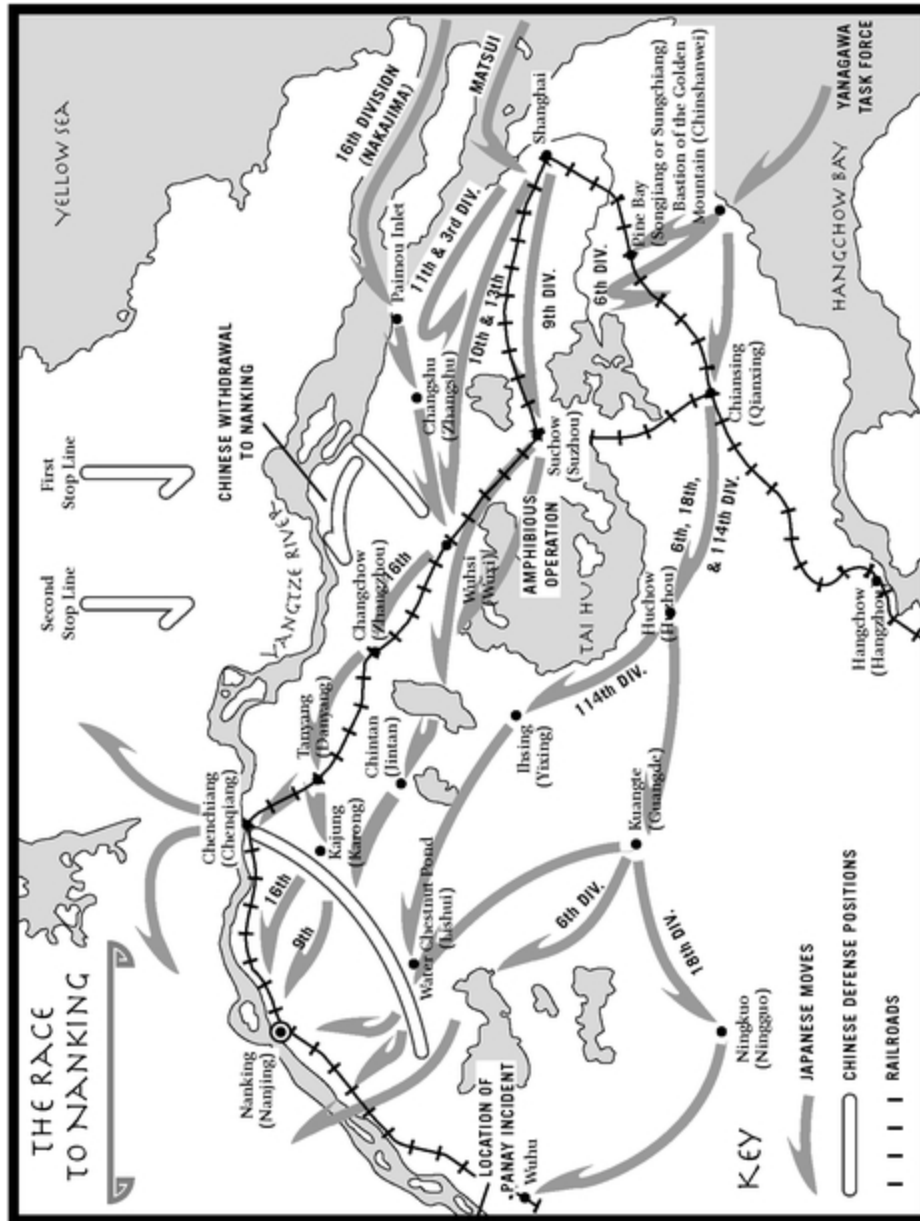 THE RACE
TO NANKING
YELLOW SEA
First
Stop Line
Second
Stop Line
CHINESE WITHDRAWAL
TO NANKING
YANGTZE RIVER
16th DIVISION
(NAKAJIMA)
MATSUI
Paimou Inlet
11th & 3rd DIV.
Shanghai
10th & 13th
9th DIV.
Changshu
(Zhangshu)
6th DIV.
Pine Bay
(Songjiang or Sungchiang)
Bastion of the Golden
Mountain (Chinshanwei)
YANAGAWA
TASK FORCE
HANGCHOW BAY
Suchow
(Suzhou)
Chiansing
(Qianxing)
AMPHIBIOUS
OPERATION
Wuhsi
(Wuxi)
16th
Changchow
(Zhangzhou)
TAI HU
6th, 18th,
& 114th DIV.
Huchow
(Huzhou)
Hangchow
(Hangzhou)
114th DIV.
Tanyang
(Danyang)
Chintan
(Jintan)
Ihsing
(Yixing)
Chenchiang
(Chenqiang)
Kajung
(Karong)
Kuangte
(Guangde)
16th
9th
Water Chestnut Pond
(Lishui)
6th DIV.
18th DIV.
Nanking
(Nanjing)
Ningkuo
(Ningguo)
LOCATION OF
PANAY INCIDENT
Wuhu
KEY
JAPANESE MOVES
CHINESE DEFENSE POSITIONS
RAILROADS